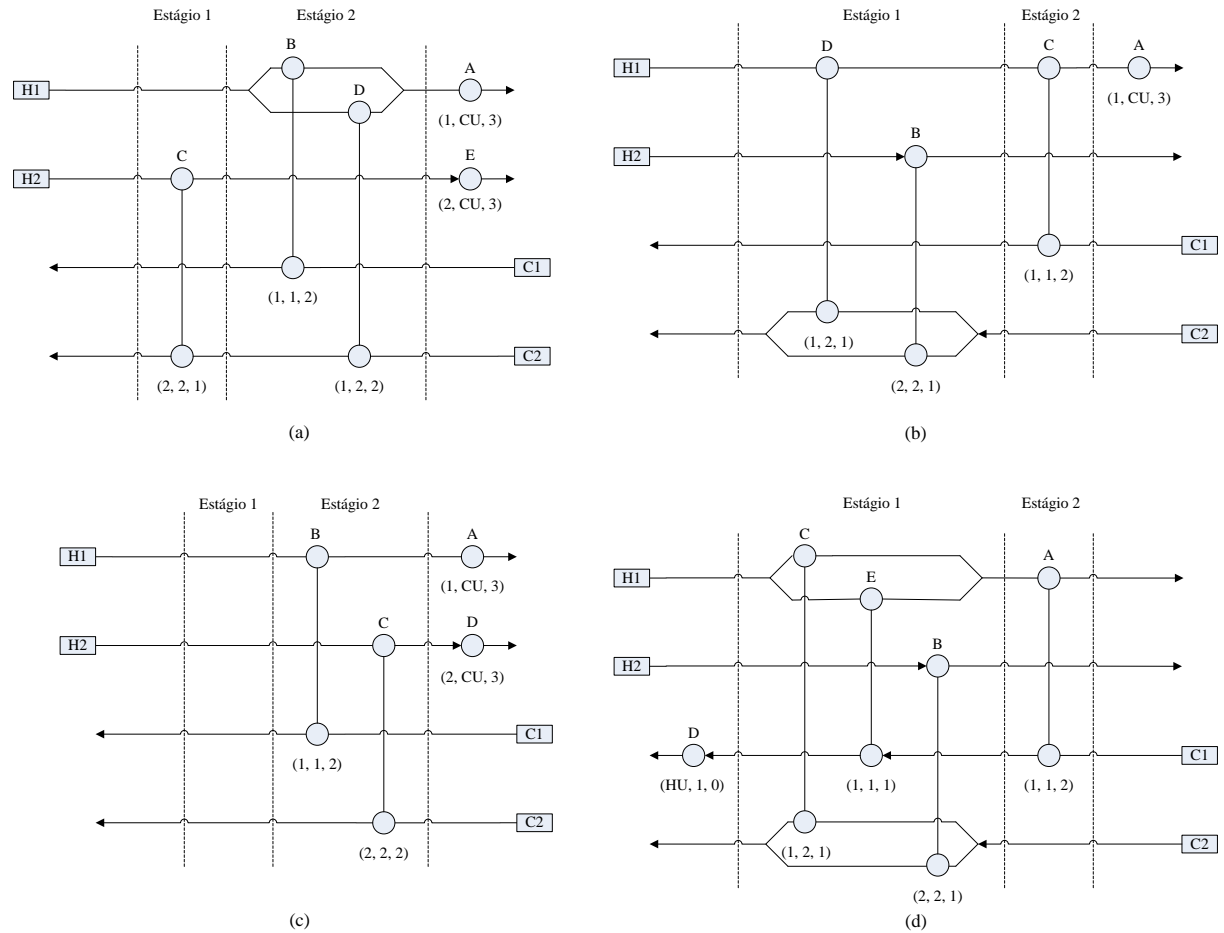 Estágio 1
Estágio 2
B
H1
A
D
(1, CU, 3)
C
E
H2
(2, CU, 3)
C1
(1, 1, 2)
C2
(2, 2, 1)
(1, 2, 2)
(a)
Estágio 1
Estágio 2
D
C
A
H1
(1, CU, 3)
B
H2
C1
(1, 1, 2)
C2
(1, 2, 1)
(2, 2, 1)
(b)
Estágio 1
Estágio 2
B
A
H1
(1, CU, 3)
C
D
H2
(2, CU, 3)
C1
(1, 1, 2)
C2
(2, 2, 2)
(c)
Estágio 1
Estágio 2
C
A
H1
E
B
H2
D
C1
(HU, 1, 0)
(1, 1, 1)
(1, 1, 2)
C2
(1, 2, 1)
(2, 2, 1)
(d)